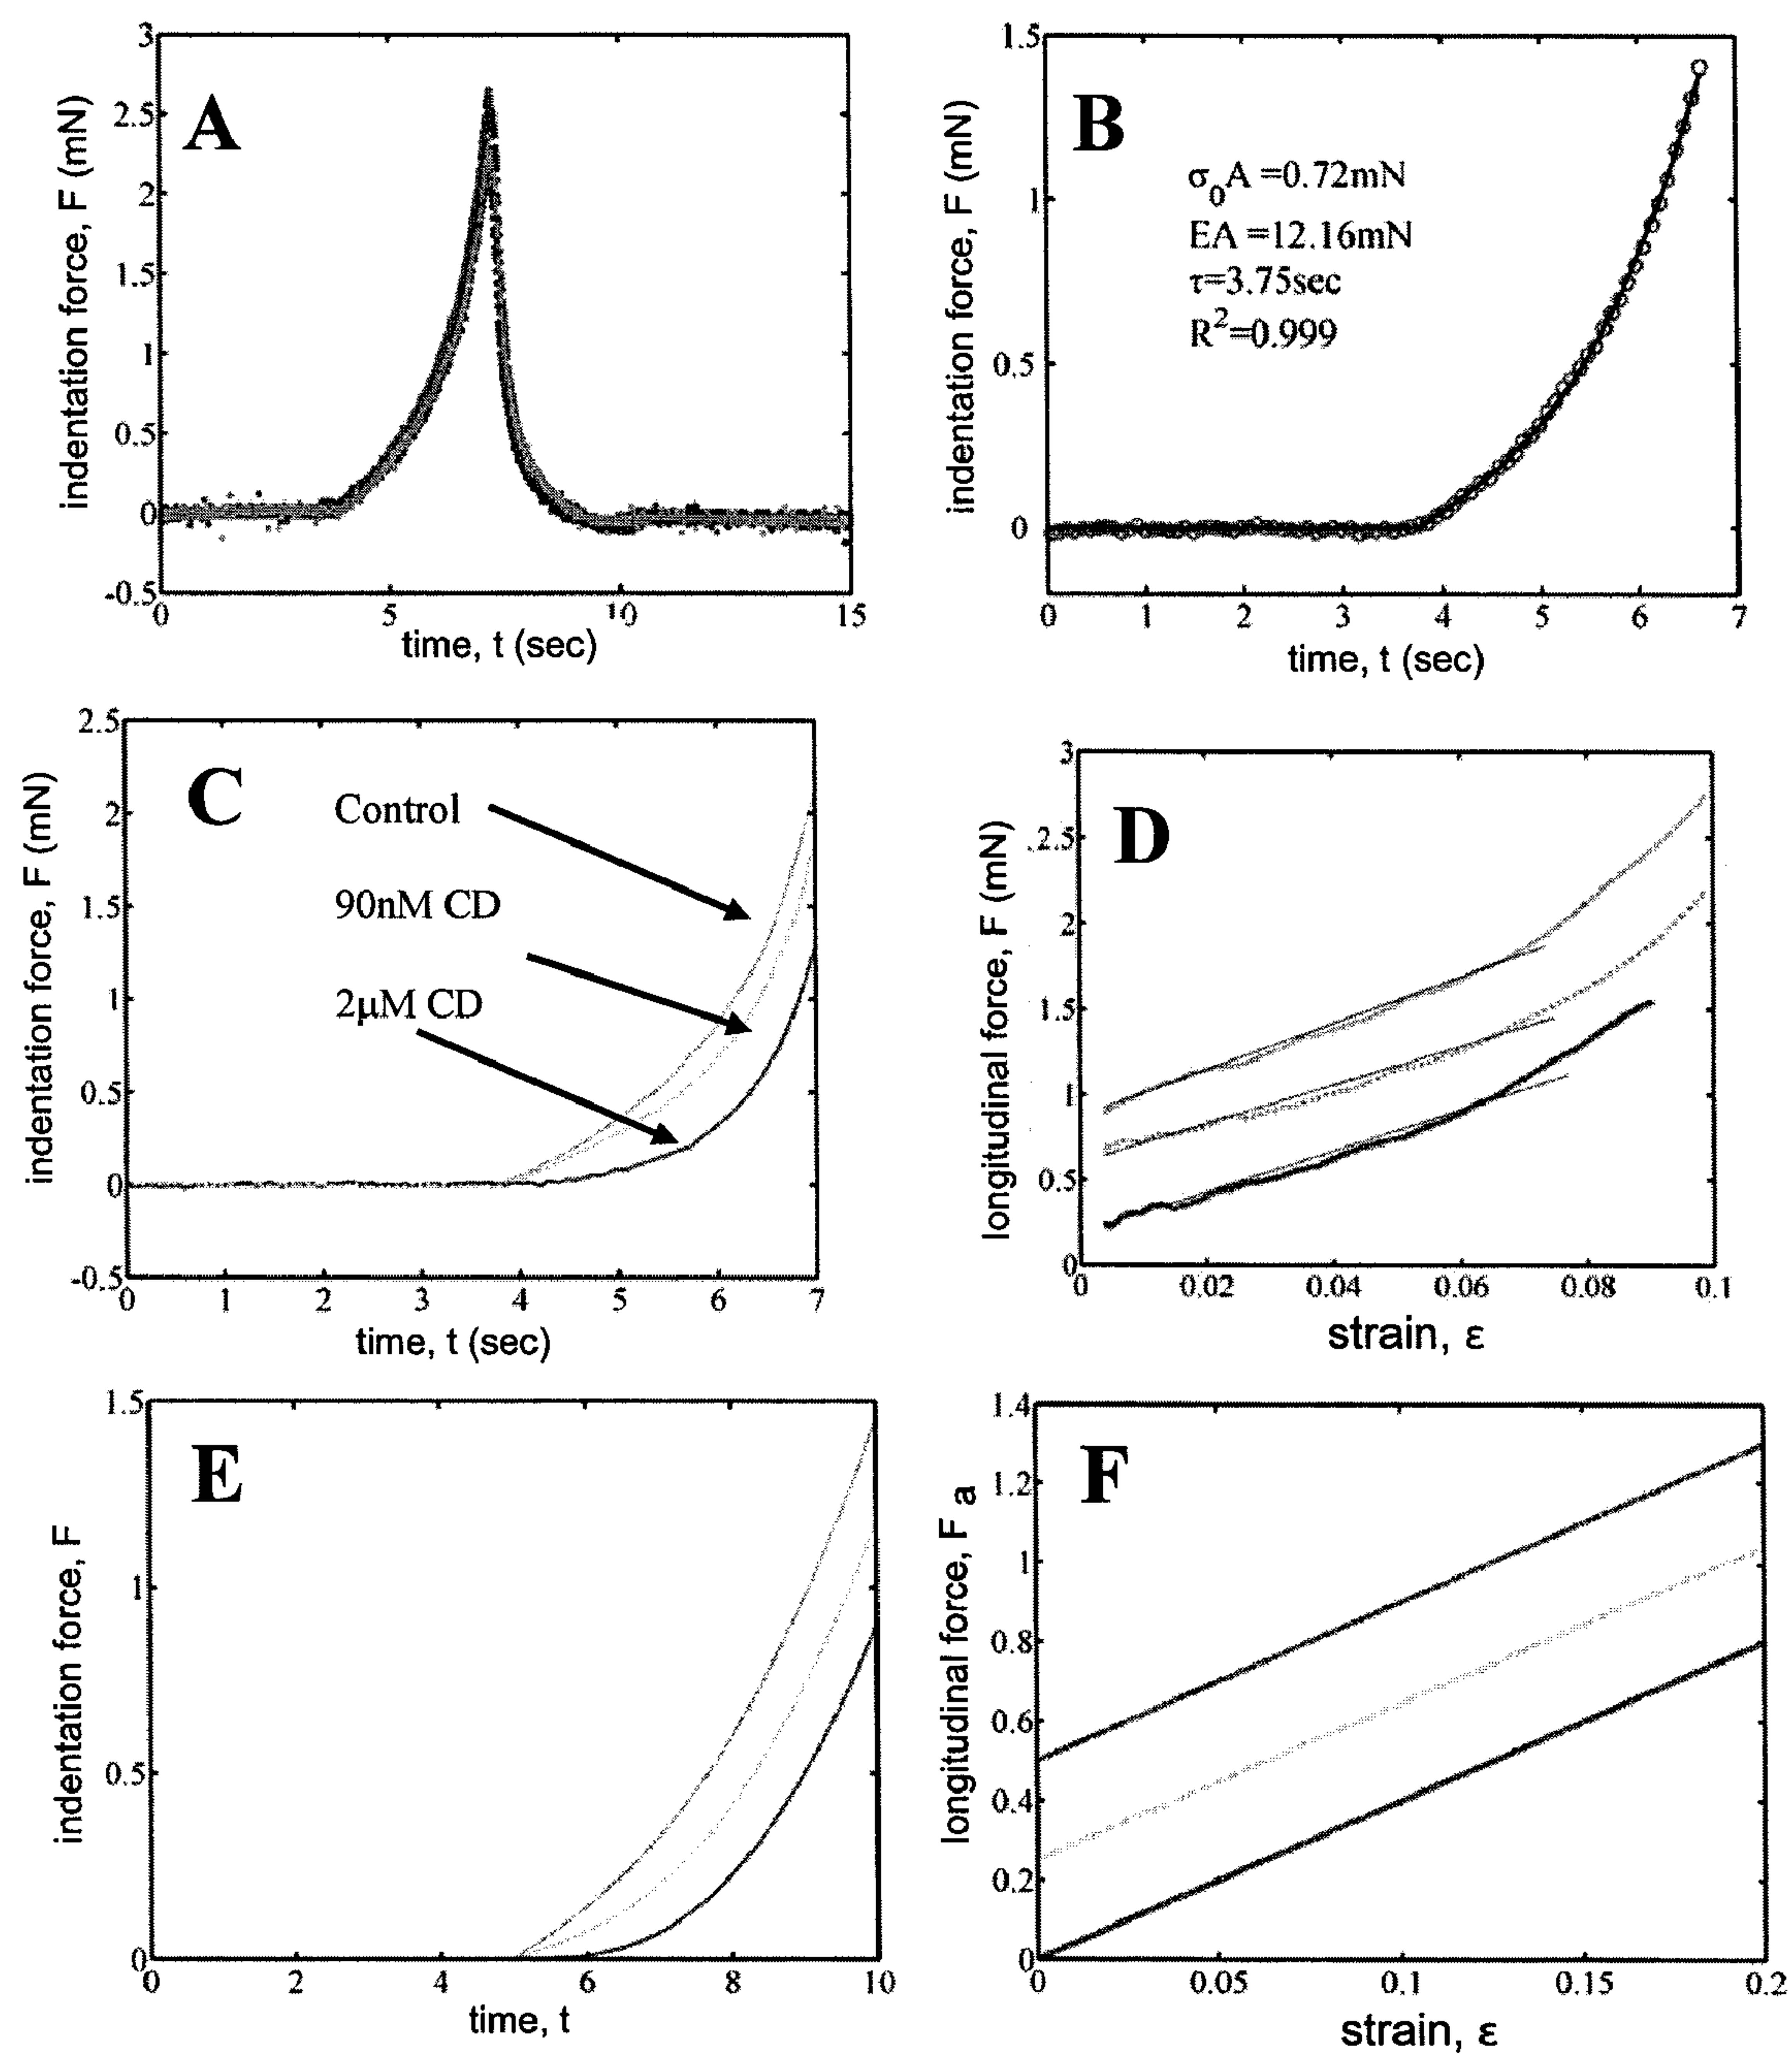 3
2.5
2
1.5
1
0.5
0
-0.5
A
indentation force, F (mN)
0
5
10
15
time, t (sec)
1.5
1
0.5
0
B
σ0A =0.72mN
EA =12.16mN
τ=3.75sec
R2=0.999
indentation force, F (mN)
0 1 2 3 4 5 6 7
time, t (sec)
2.5
2
1.5
1
0.5
0
-0.5
C
Control
90nM CD
2μM CD
indentation force, F (mN)
0 1 2 3 4 5 6 7
time, t (sec)
3
2.5
2
1.5
1
0.5
0
D
longitudinal force, F (mN)
0 0.02 0.04 0.06 0.08 0.1
strain, ε
1.5
1
0.5
0
E
indentation force, F
0 2 4 6 8 10
time, t
1.4
1.2
1
0.8
0.6
0.4
0.2
0
F
longitudinal force, F a
0 0.05 0.1 0.15 0.2
strain, ε